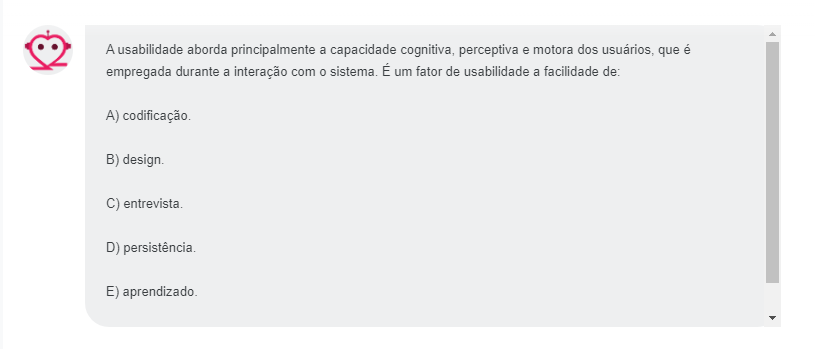 A usabilidade aborda principalmente a capacidade cognitiva, perceptiva e motora dos usuários, que é
empregada durante a interação com o sistema. É um fator de usabilidade a facilidade de:
A) codificação.
B) design.
C) entrevista.
D) persistência.
E) aprendizado.